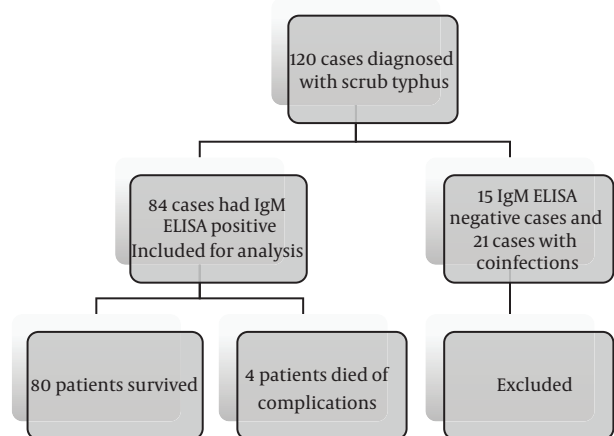 120 cases diagnosed
with scrub typhus
84 cases had IgM
ELISA positive
Included for analysis
15 IgM ELISA
negative cases and
21 cases with
coinfections
80 patients survived
4 patients died of
complications
Excluded